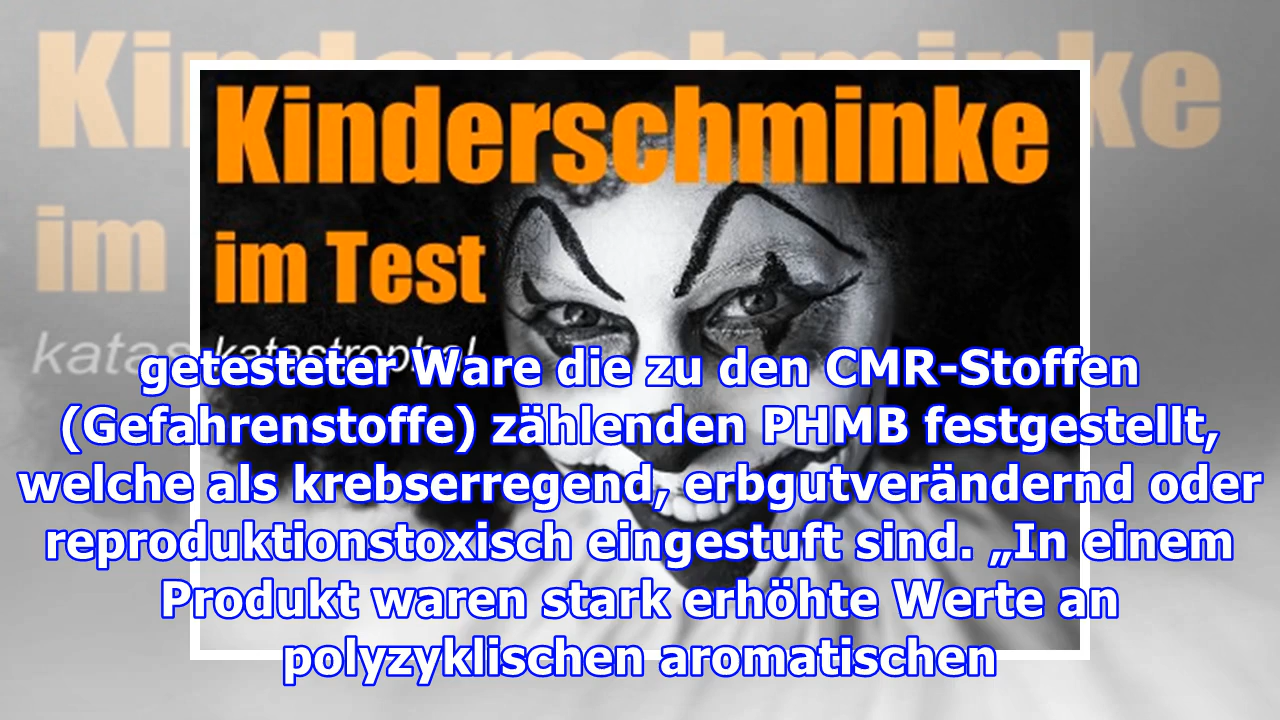 Kinderschminke
im Test
katastrophal
getesteter Ware die zu den CMR-Stoffen
(Gefahrenstoffe) zählenden PHMB festgestellt,
welche als krebserregend, erbgutverändernd oder
reproduktionstoxisch eingestuft sind. „In einem
Produkt waren stark erhöhte Werte an
polyzyklischen aromatischen